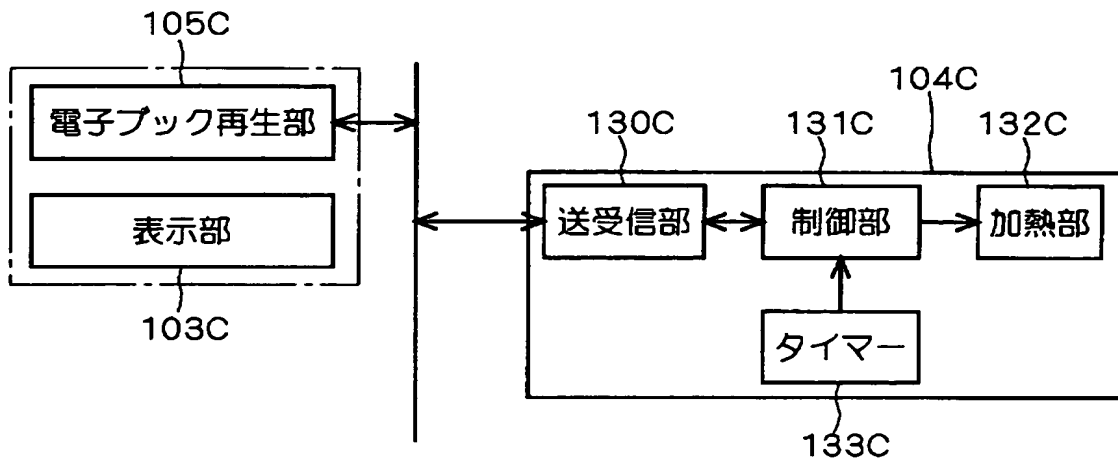 105C
電子ブック再生部
表示部
103C
104C
130C
131C
132C
送受信部
制御部
加熱部
タイマー
133C